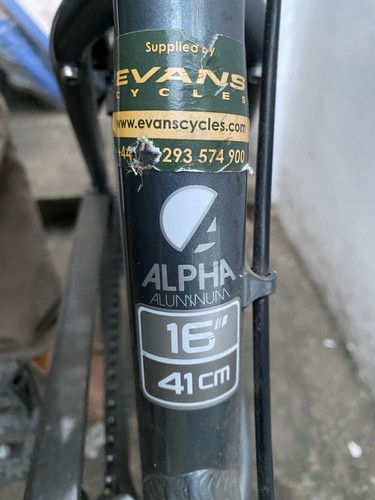 Supplied by
EVANS
CYCLES
www.evanscycles.com
293 574 900
ALPHA
ALUMINUM
16"
41cm